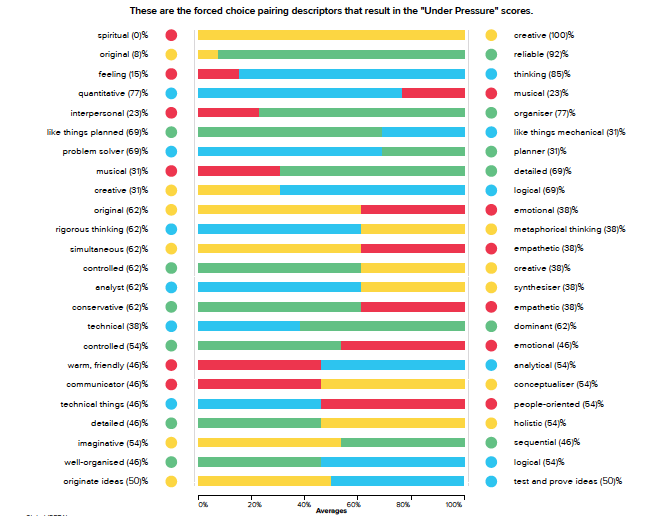 These are the forced choice pairing descriptors that result in the "Under Pressure" scores.
spiritual (0)% creative (100)%
original (8)% reliable (92)%
feeling (15)% thinking (85)%
quantitative (77)% musical (23)%
interpersonal (23)% organiser (77)%
like things planned (69)% like things mechanical (31)%
problem solver (69)% planner (31)%
musical (31)% detailed (69)%
creative (31)% logical (69)%
original (62)% emotional (38)%
rigorous thinking (62)% metaphorical thinking (38)%
simultaneous (62)% empathetic (38)%
controlled (62)% creative (38)%
analyst (62)% synthesiser (38)%
conservative (62)% empathetic (38)%
technical (38)% dominant (62)%
controlled (54)% emotional (46)%
warm, friendly (46)% analytical (54)%
communicator (46)% conceptualiser (54)%
technical things (46)% people-oriented (54)%
detailed (46)% holistic (54)%
imaginative (54)% sequential (46)%
well-organised (46)% logical (54)%
originate ideas (50)% test and prove ideas (50)%
0% 20% 40% 60% 80% 100%
Averages